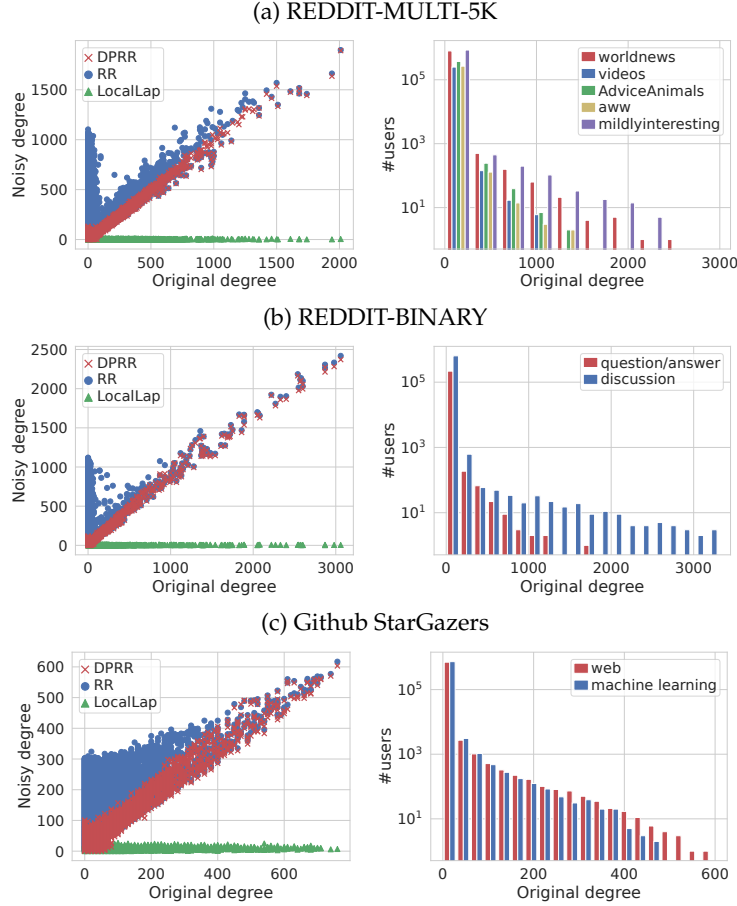 (a) REDDIT-MULTI-5K
DPRR
RR
LocalLap
Noisy degree
1500
1000
500
0
0 500 1000 1500 2000
Original degree
worldnews
videos
AdviceAnimals
aww
mildlyinteresting
#users
10^5
10^3
10^1
0 1000 2000 3000
Original degree
(b) REDDIT-BINARY
DPRR
RR
LocalLap
Noisy degree
2500
2000
1500
1000
500
0
0 1000 2000 3000
Original degree
question/answer
discussion
#users
10^5
10^3
10^1
0 1000 2000 3000
Original degree
(c) Github StarGazers
DPRR
RR
LocalLap
Noisy degree
600
500
400
300
200
100
0
0 200 400 600
Original degree
web
machine learning
#users
10^5
10^3
10^1
0 200 400 600
Original degree